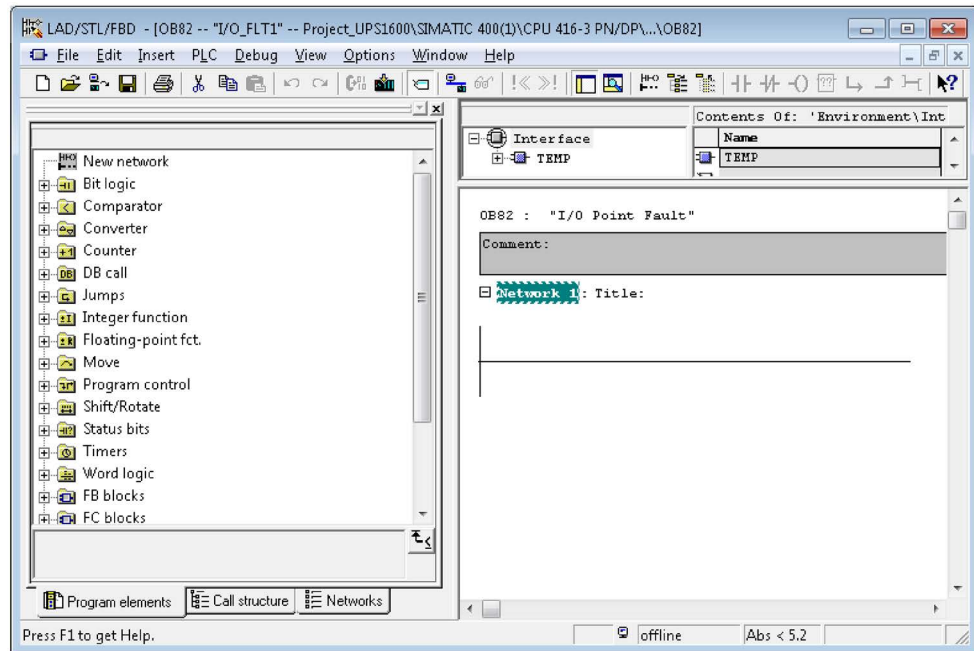 LAD/STL/FBD - [OB82 -- "I/O_FLT1" -- Project_UPS1600\SIMATIC 400(1)\CPU 416-3 PN/DP\...\OB82]
File Edit Insert PLC Debug View Options Window Help
New network
Bit logic
Comparator
Converter
Counter
DB call
Jumps
Integer function
Floating-point fct.
Move
Program control
Shift/Rotate
Status bits
Timers
Word logic
FB blocks
FC blocks
Program elements Call structure Networks
Contents Of: 'Environment\Int
Interface
TEMP
Name
TEMP
OB82 : "I/O Point Fault"
Comment:
Network 1: Title:
Press F1 to get Help.
offline Abs < 5.2